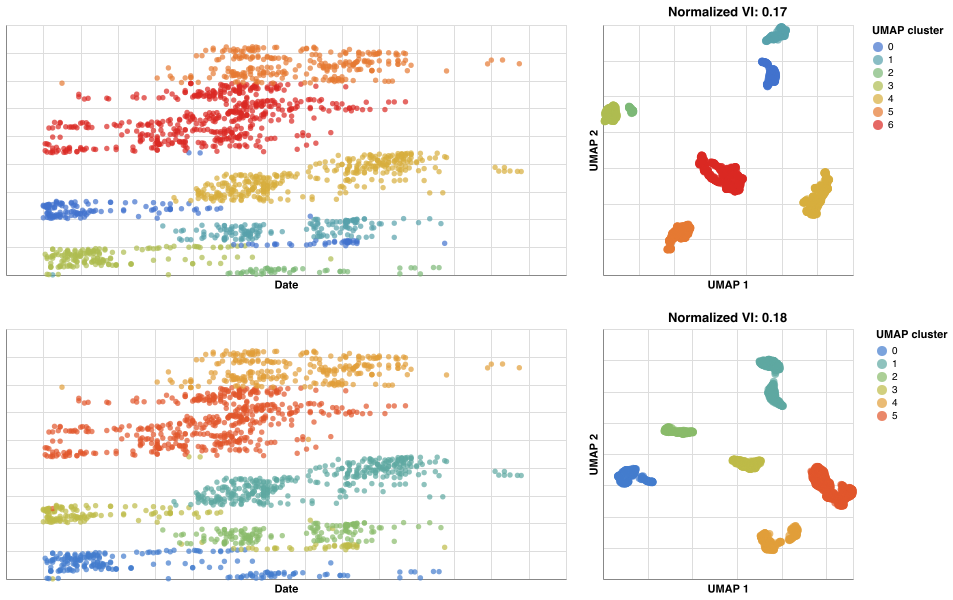 Normalized VI: 0.17
UMAP cluster
0
1
2
3
4
5
6
UMAP 2
Date
UMAP 1
Normalized VI: 0.18
UMAP cluster
0
1
2
3
4
5
UMAP 2
Date
UMAP 1